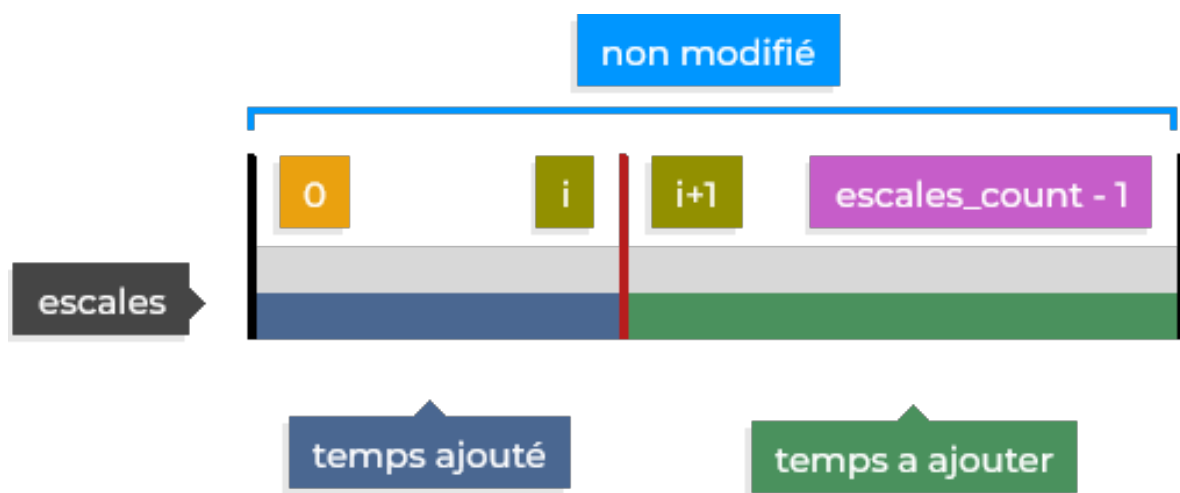 non modifié
0
i
i+1
escales_count - 1
escales
temps ajouté
temps a ajouter